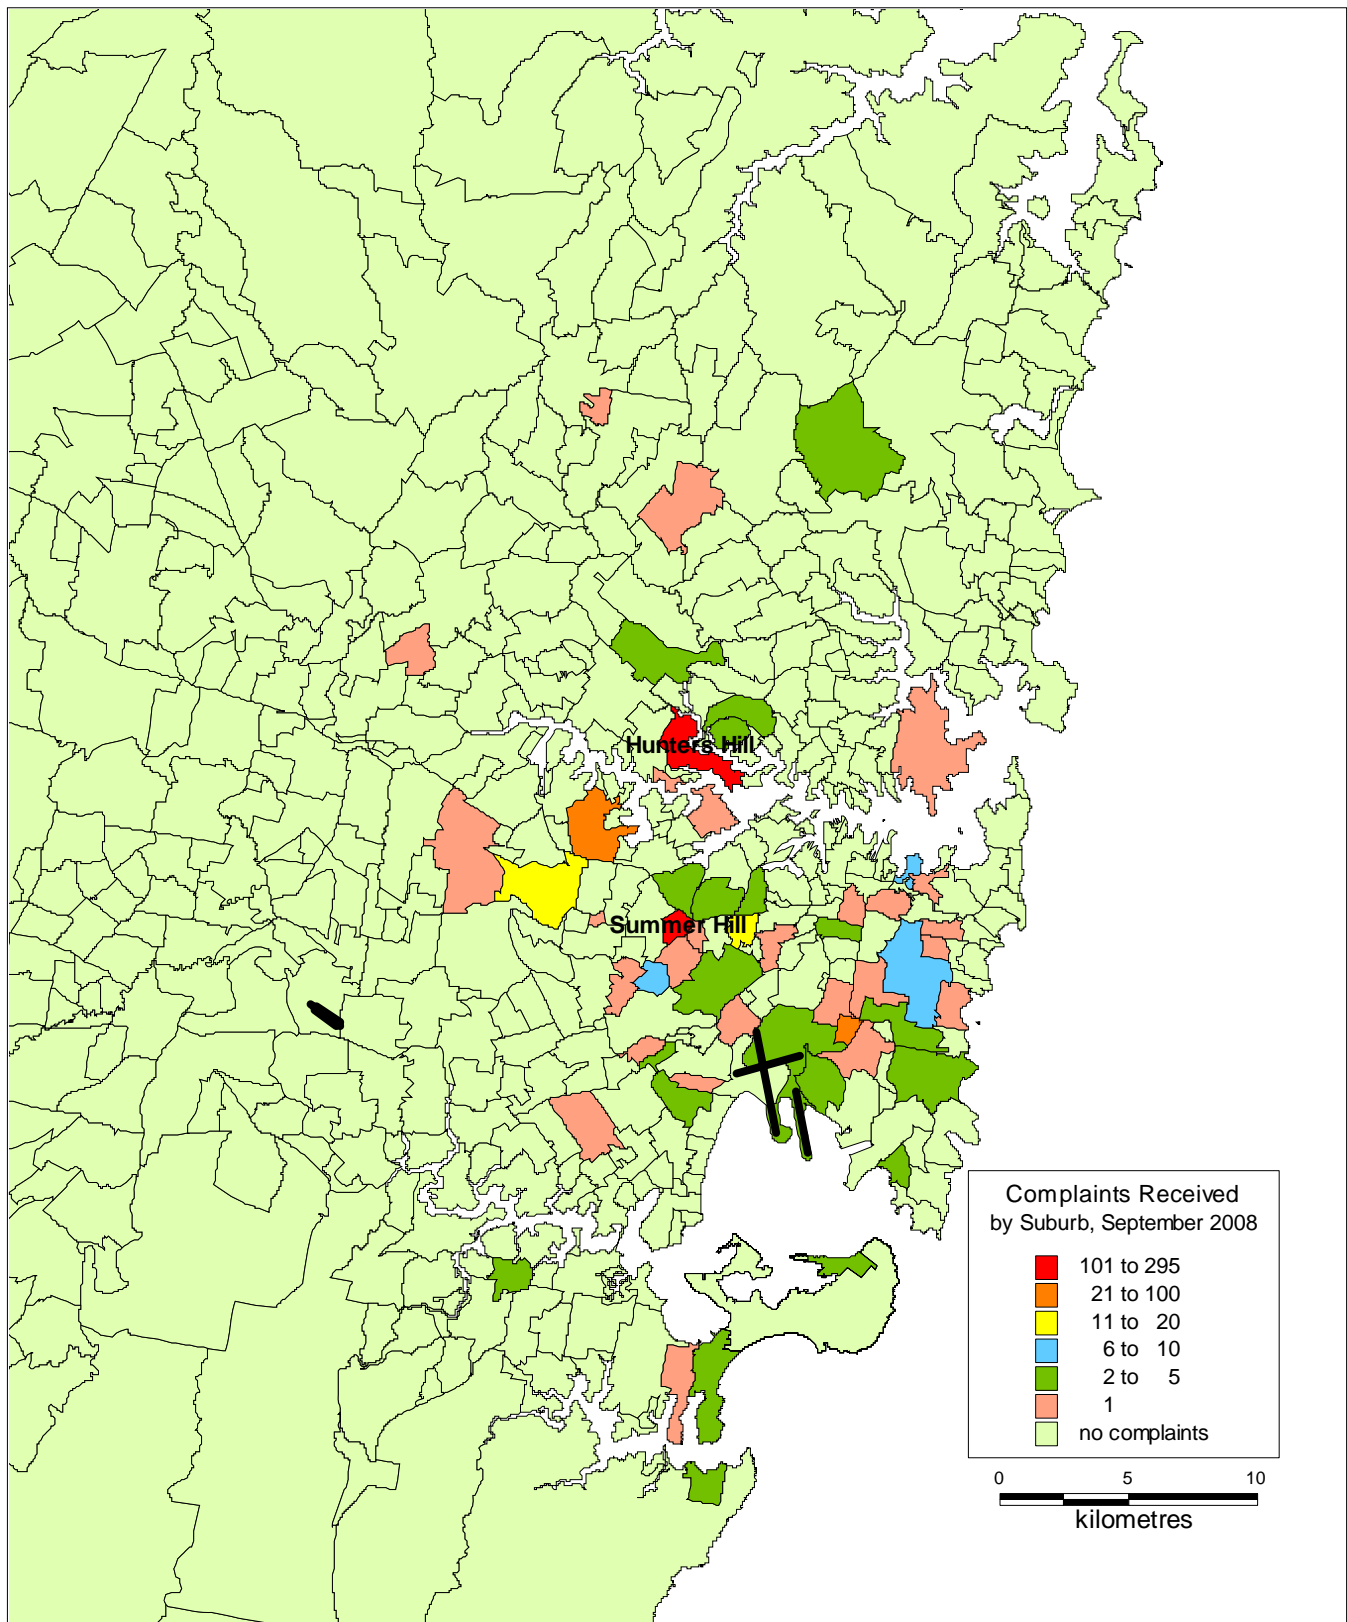 Hunters Hill
Summer Hill
Complaints Received
by Suburb, September 2008
101 to 295
21 to 100
11 to 20
6 to 10
2 to 5
1
no complaints
0 5 10
kilometres